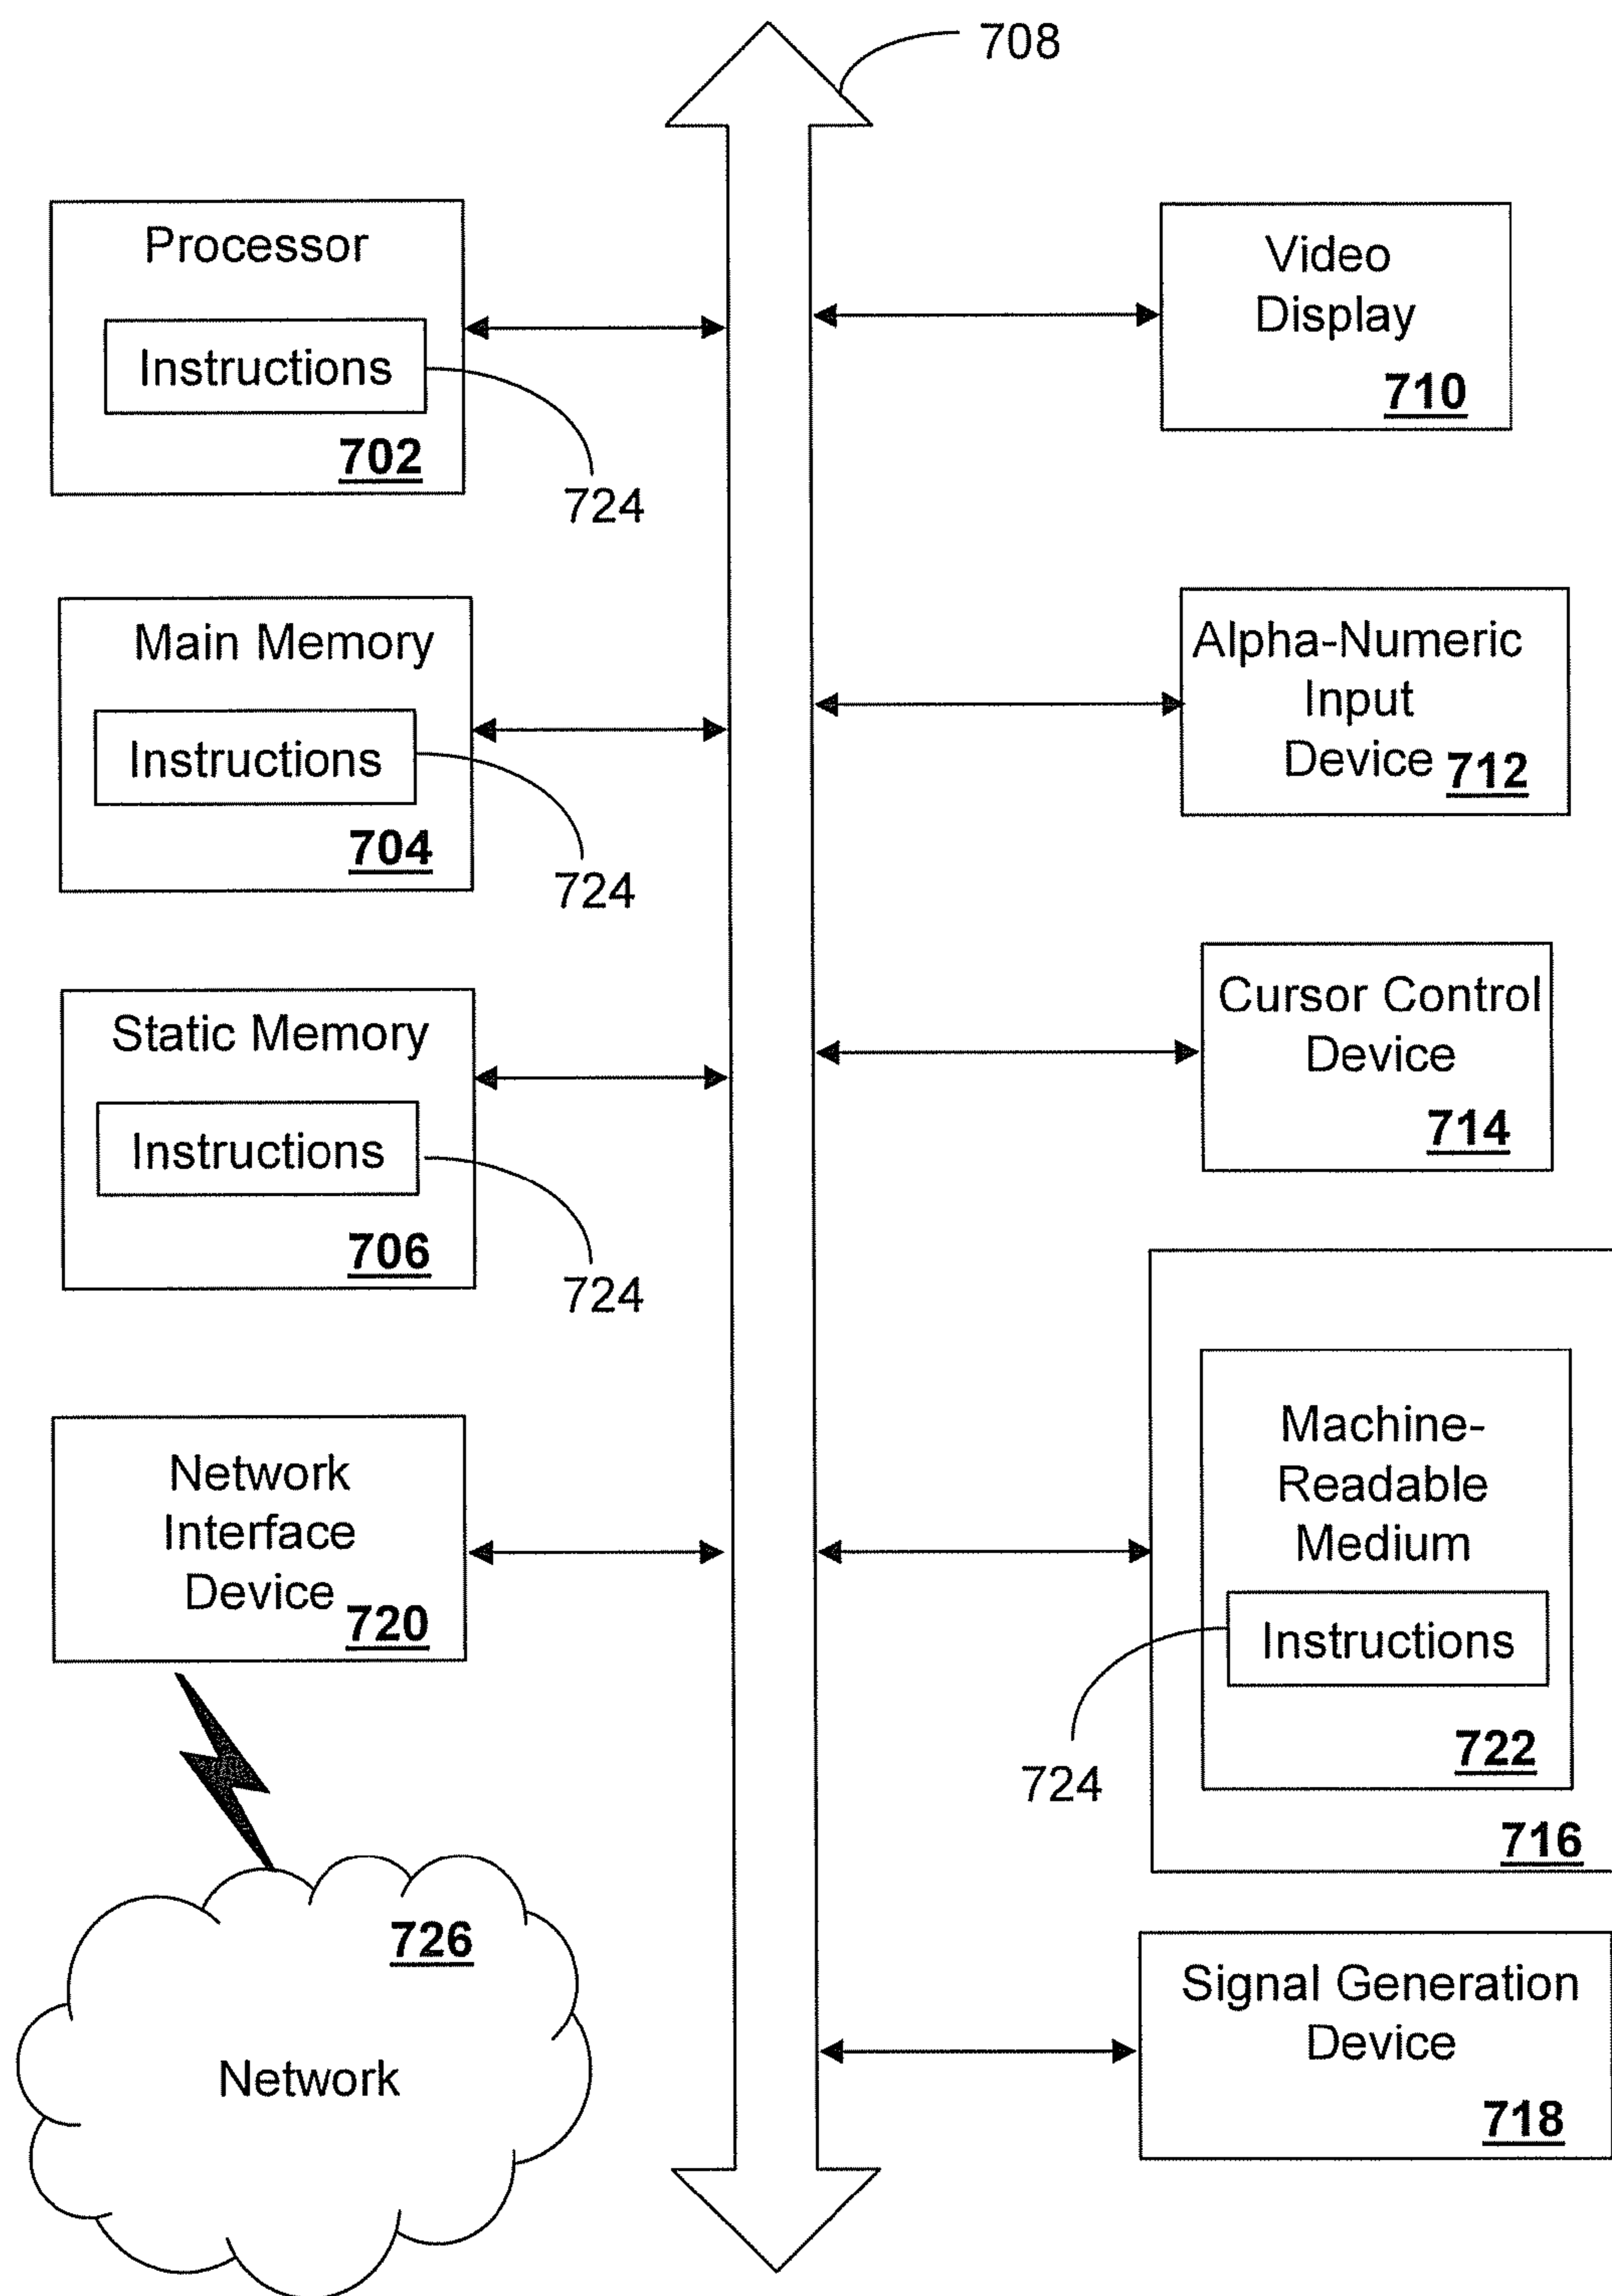 708
Processor
Instructions
702
724
Main Memory
Instructions
704
724
Static Memory
Instructions
706
724
Network
Interface
Device
720
726
Network
Video
Display
710
Alpha-Numeric
Input
Device 712
Cursor Control
Device
714
Machine-
Readable
Medium
Instructions
722
724
716
Signal Generation
Device
718